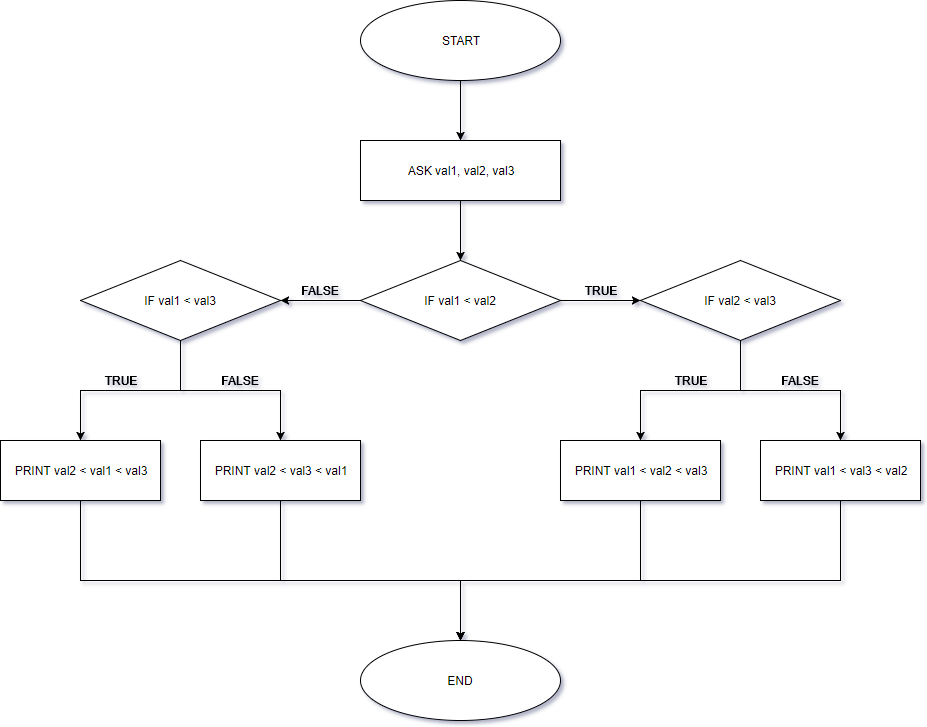 START
ASK val1, val2, val3
IF val1 < val3
FALSE
IF val1 < val2
TRUE
IF val2 < val3
TRUE
FALSE
TRUE
FALSE
PRINT val2 < val1 < val3
PRINT val2 < val3 < val1
PRINT val1 < val2 < val3
PRINT val1 < val3 < val2
END